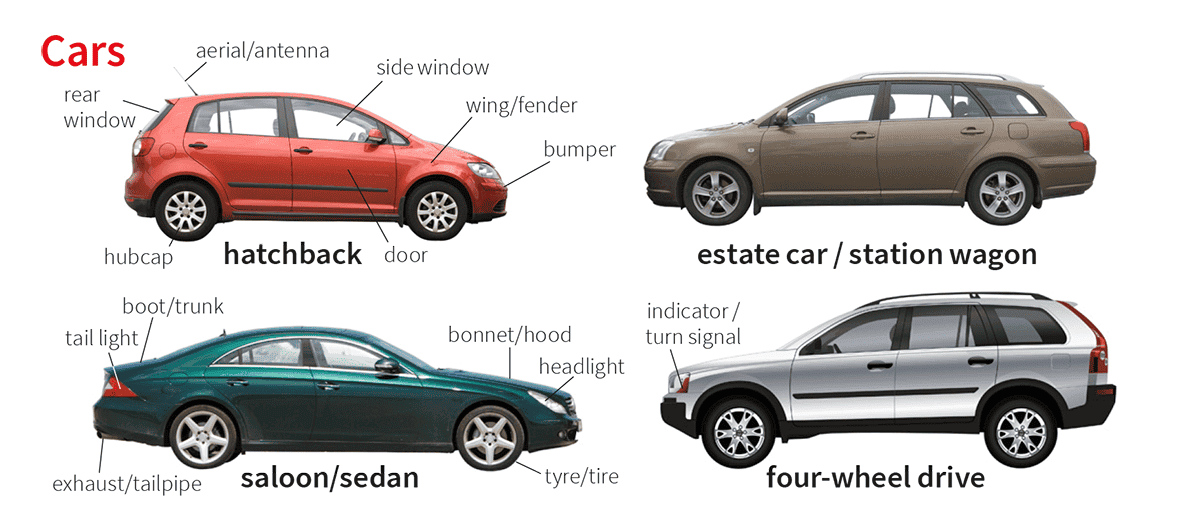 Cars
aerial/antenna
side window
rear
window
wing/fender
bumper
hubcap
hatchback
door
estate car / station wagon
boot/trunk
tail light
bonnet/hood
headlight
exhaust/tailpipe
saloon/sedan
tyre/tire
indicator /
turn signal
four-wheel drive